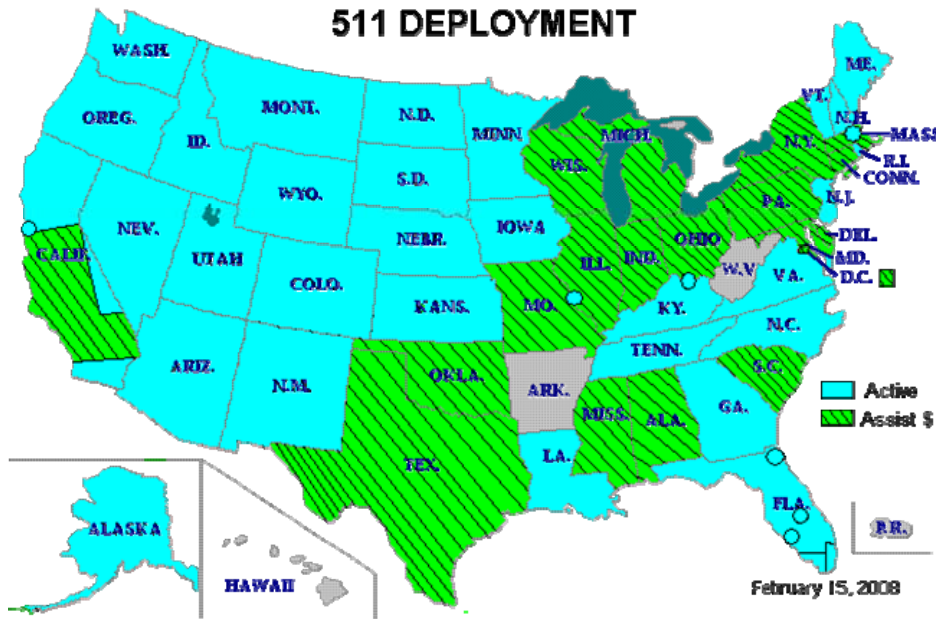 511 DEPLOYMENT
WASH.
ME.
VT.
MONT.
N.D.
OREG.
MINN
N.H.
MICH.
MASS
ID.
N.Y.
R.I.
WIS.
CONN.
S.D.
WYO.
PA.
N.J.
IOWA
NEV.
NEBR.
OHIO
DEL.
CALIF.
UTAH
ILL.
IND.
MD.
W.V
D.C.
VA.
COLO.
KANS.
MO.
KY.
N.C.
TENN.
ARIZ.
S.C.
OKLA.
N.M.
ARK.
Active
GA.
MISS.
ALA.
Assist $
LA.
TEX.
FLA.
ALASKA
P.R.
HAWAII
February 15, 2008